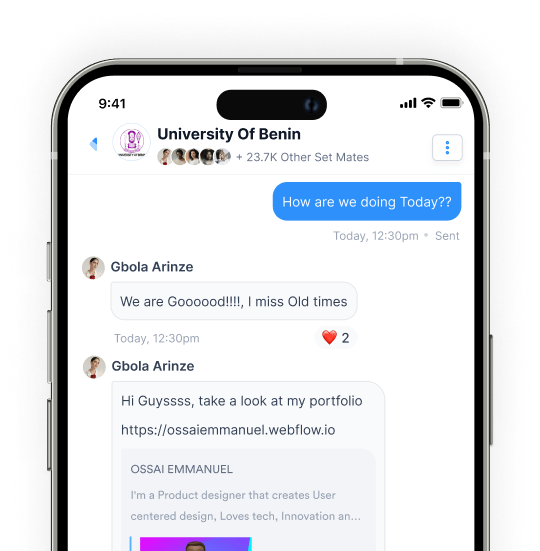 9:41
University Of Benin
UNIVERSITY OF BENIN
+ 23.7K Other Set Mates
How are we doing Today??
Today, 12:30pm • Sent
Gbola Arinze
We are Goooood!!!!, I miss Old times
Today, 12:30pm
❤️ 2
Gbola Arinze
Hi Guyssss, take a look at my portfolio
https://ossaiemmanuel.webflow.io
OSSAI EMMANUEL
I'm a Product designer that creates User
centered design, Loves tech, Innovation an...